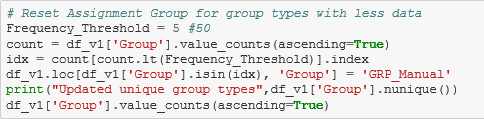 # Reset Assignment Group for group types with less data
Frequency_Threshold = 5 #50
count = df_v1['Group'].value_counts(ascending=True)
idx = count[count.lt(Frequency_Threshold)].index
df_v1.loc[df_v1['Group'].isin(idx), 'Group'] = 'GRP_Manual'
print("Updated unique group types",df_v1['Group'].nunique())
df_v1['Group'].value_counts(ascending=True)